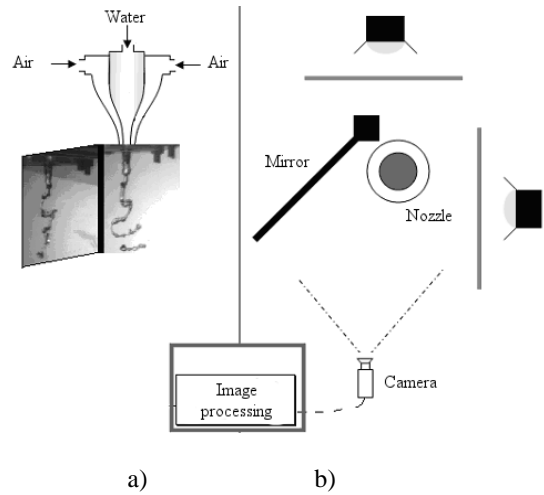 Water
Air
Air
Mirror
Nozzle
Camera
Image
processing
a)
b)